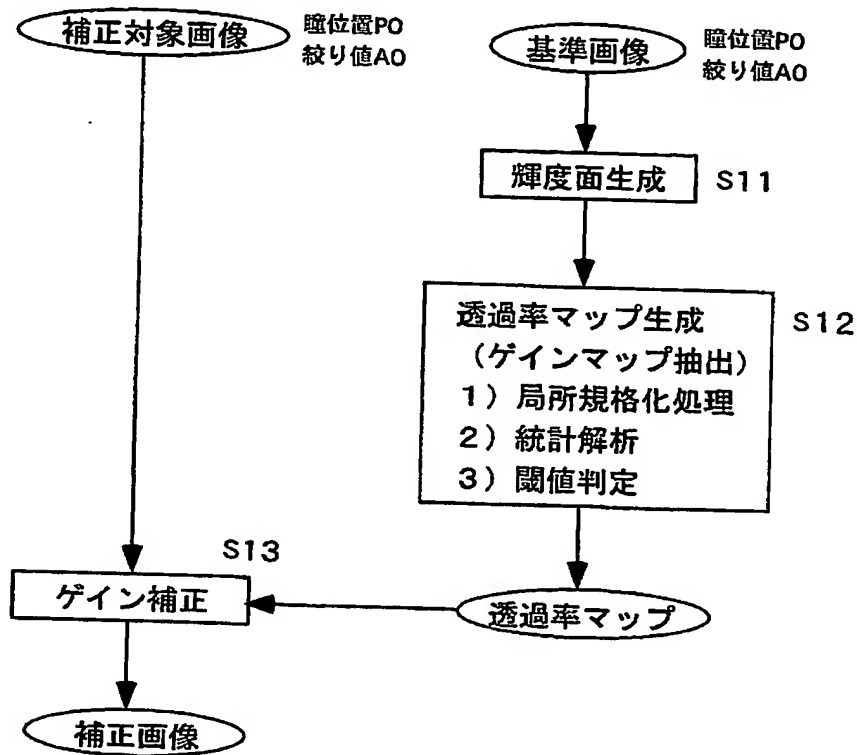 補正対象画像
瞳位置P0
絞り値A0
基準画像
瞳位置P0
絞り値A0
輝度面生成
S11
透過率マップ生成
(ゲインマップ抽出)
1)局所規格化処理
2)統計解析
3)閾値判定
S12
S13
ゲイン補正
透過率マップ
補正画像